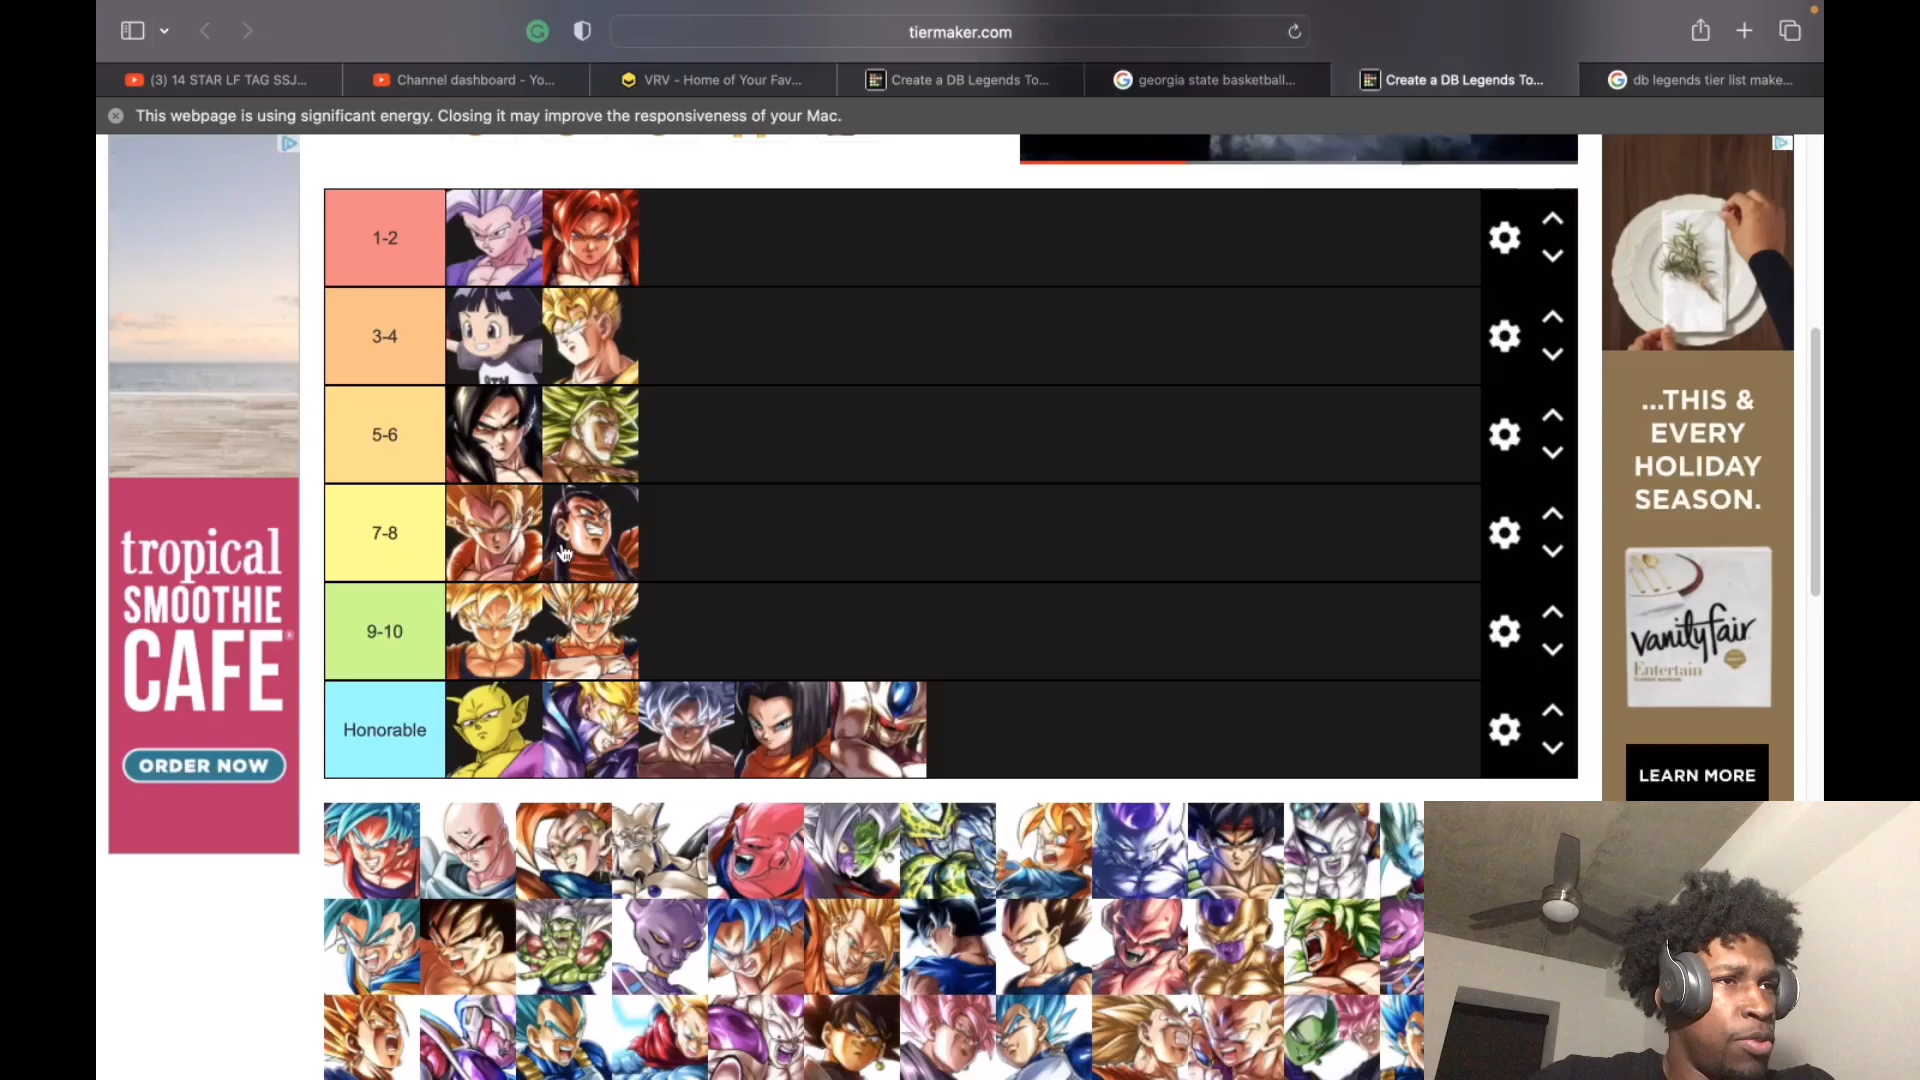 tiermaker.com
(3) 14 STAR LF TAG SSJ...
Channel dashboard - Yo...
VRV - Home of Your Fav...
Create a DB Legends To...
georgia state basketball...
Create a DB Legends To...
db legends tier list make...
This webpage is using significant energy. Closing it may improve the responsiveness of your Mac.
1-2
3-4
5-6
7-8
9-10
Honorable
tropical
SMOOTHIE
CAFE
ORDER NOW
...THIS &
EVERY
HOLIDAY
SEASON.
vanity fair
Entertain
LEARN MORE